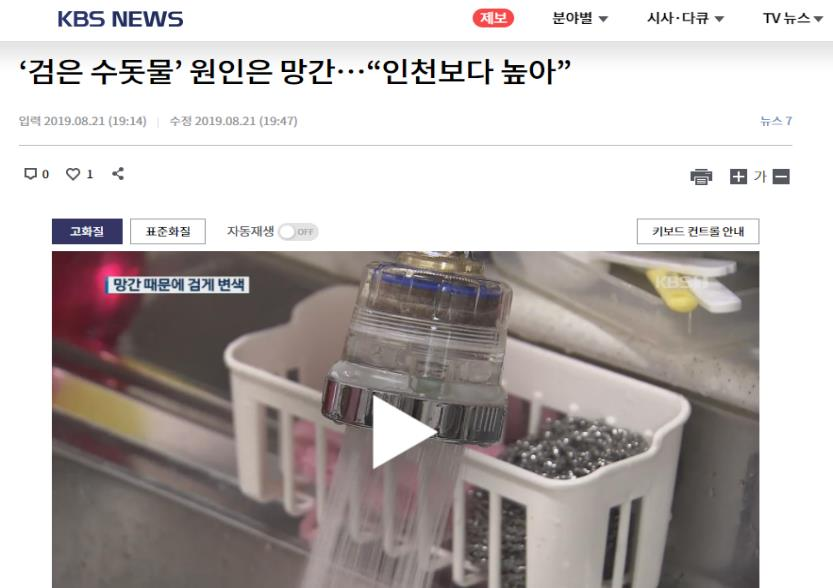 KBS NEWS
제보 분야별 시사·다큐 TV 뉴스
‘검은 수돗물’ 원인은 망간…“인천보다 높아”
입력 2019.08.21 (19:14) | 수정 2019.08.21 (19:47) 뉴스 7
0 1 가
고화질 표준화질 자동재생 OFF 키보드 컨트롤 안내
망간 때문에 검게 변색